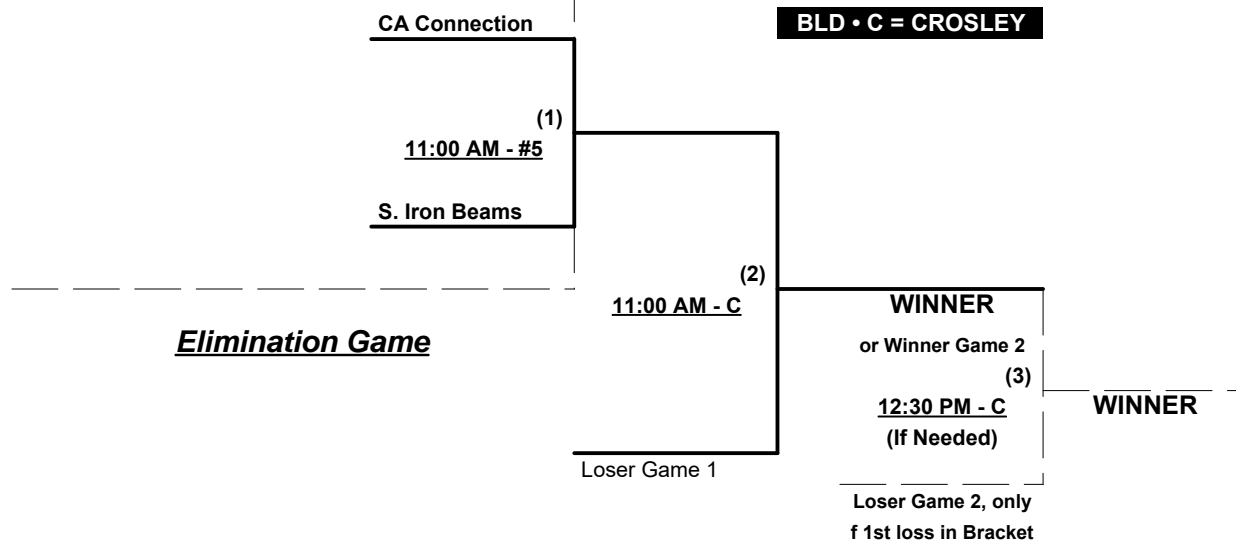 CA Connection
BLD • C = CROSLEY
(1)
11:00 AM - #5
S. Iron Beams
(2)
11:00 AM - C
WINNER
Elimination Game
or Winner Game 2
(3)
12:30 PM - C
WINNER
(If Needed)
Loser Game 1
Loser Game 2, only
f 1st loss in Bracket